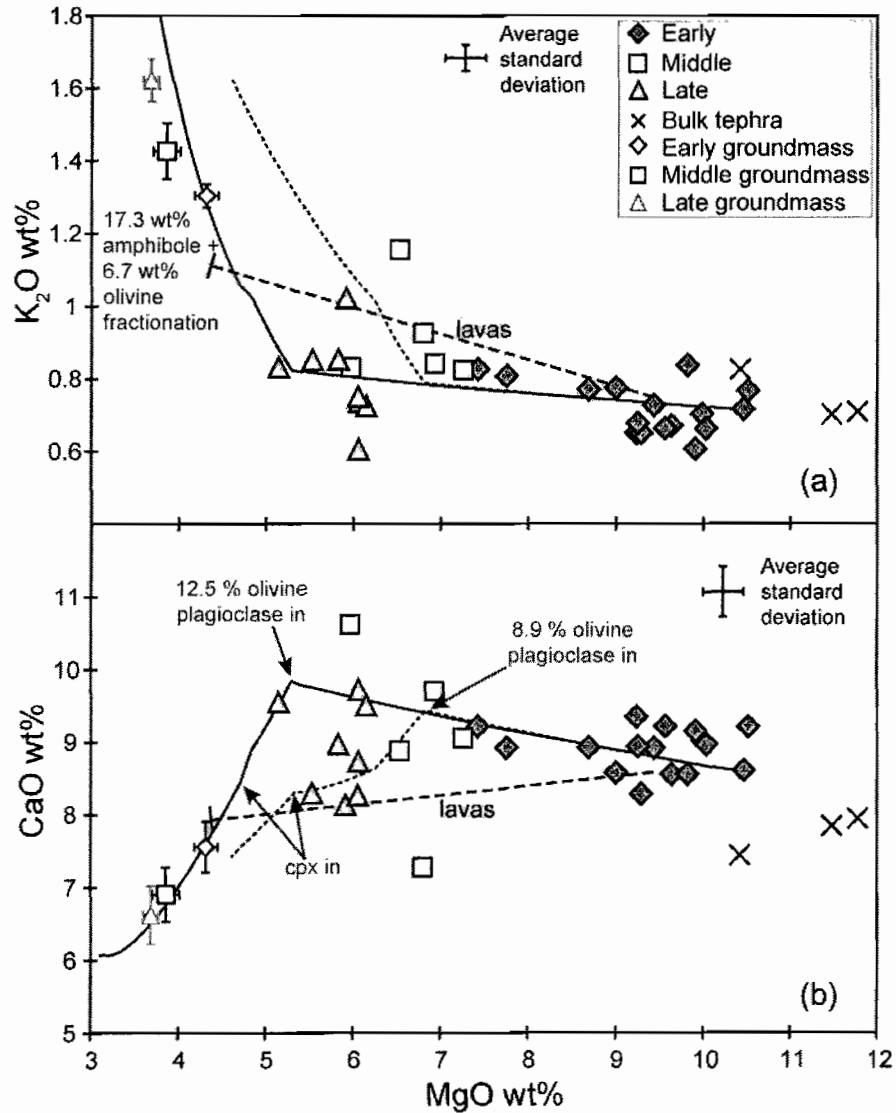 1.8
1.6
1.4
1.2
1
0.8
0.6
K2O wt%
Average
standard
deviation
Early
Middle
Late
Bulk tephra
Early groundmass
Middle groundmass
Late groundmass
17.3 wt%
amphibole +
6.7 wt%
olivine
fractionation
lavas
(a)
11
10
9
8
7
6
5
CaO wt%
12.5 % olivine
plagioclase in
8.9 % olivine
plagioclase in
Average
standard
deviation
lavas
cpx in
(b)
3 4 5 6 7 8 9 10 11 12
MgO wt%